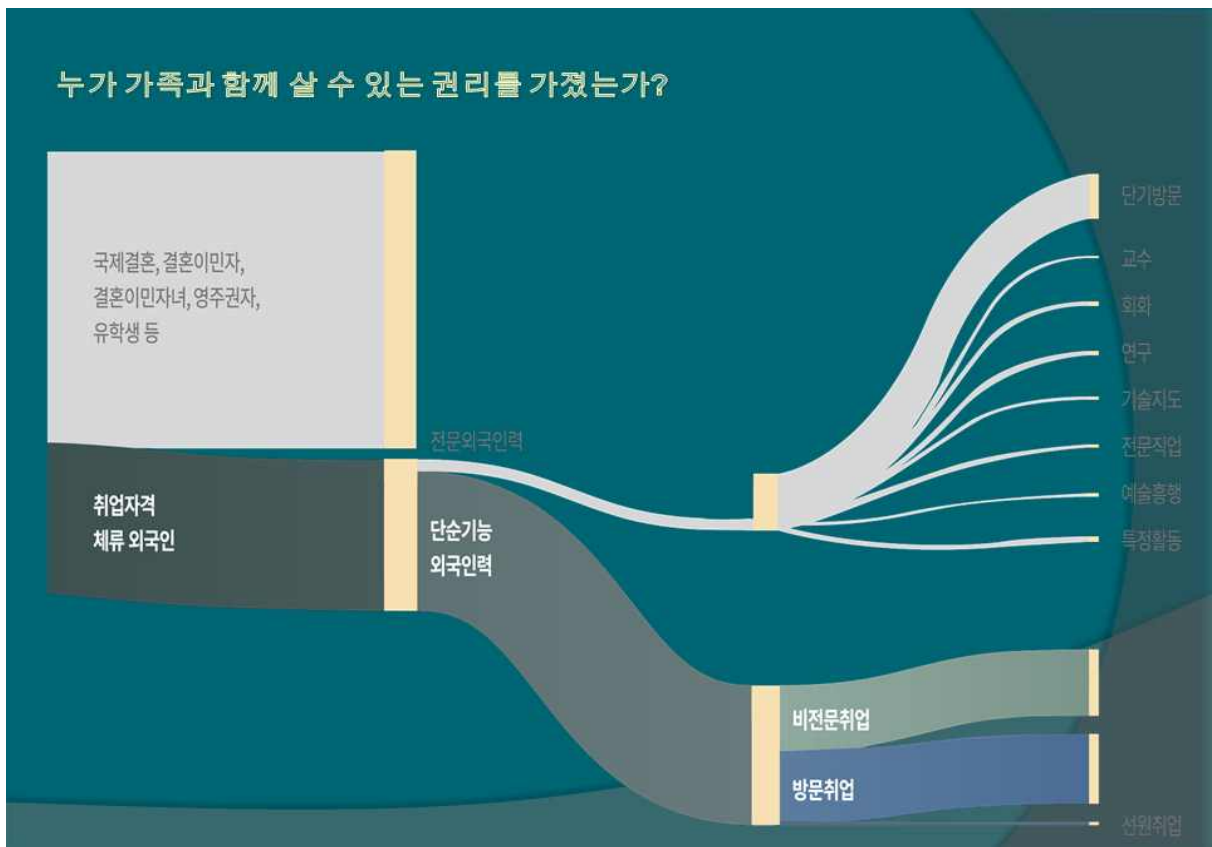 누가 가족과 함께 살 수 있는 권리를 가졌는가?
국제결혼, 결혼이민자,
결혼이민자녀, 영주권자,
유학생 등
취업자격
체류 외국인
전문외국인력
단순기능
외국인력
단기방문
교수
회화
연구
기술지도
전문직업
예술흥행
특정활동
비전문취업
방문취업
선원취업